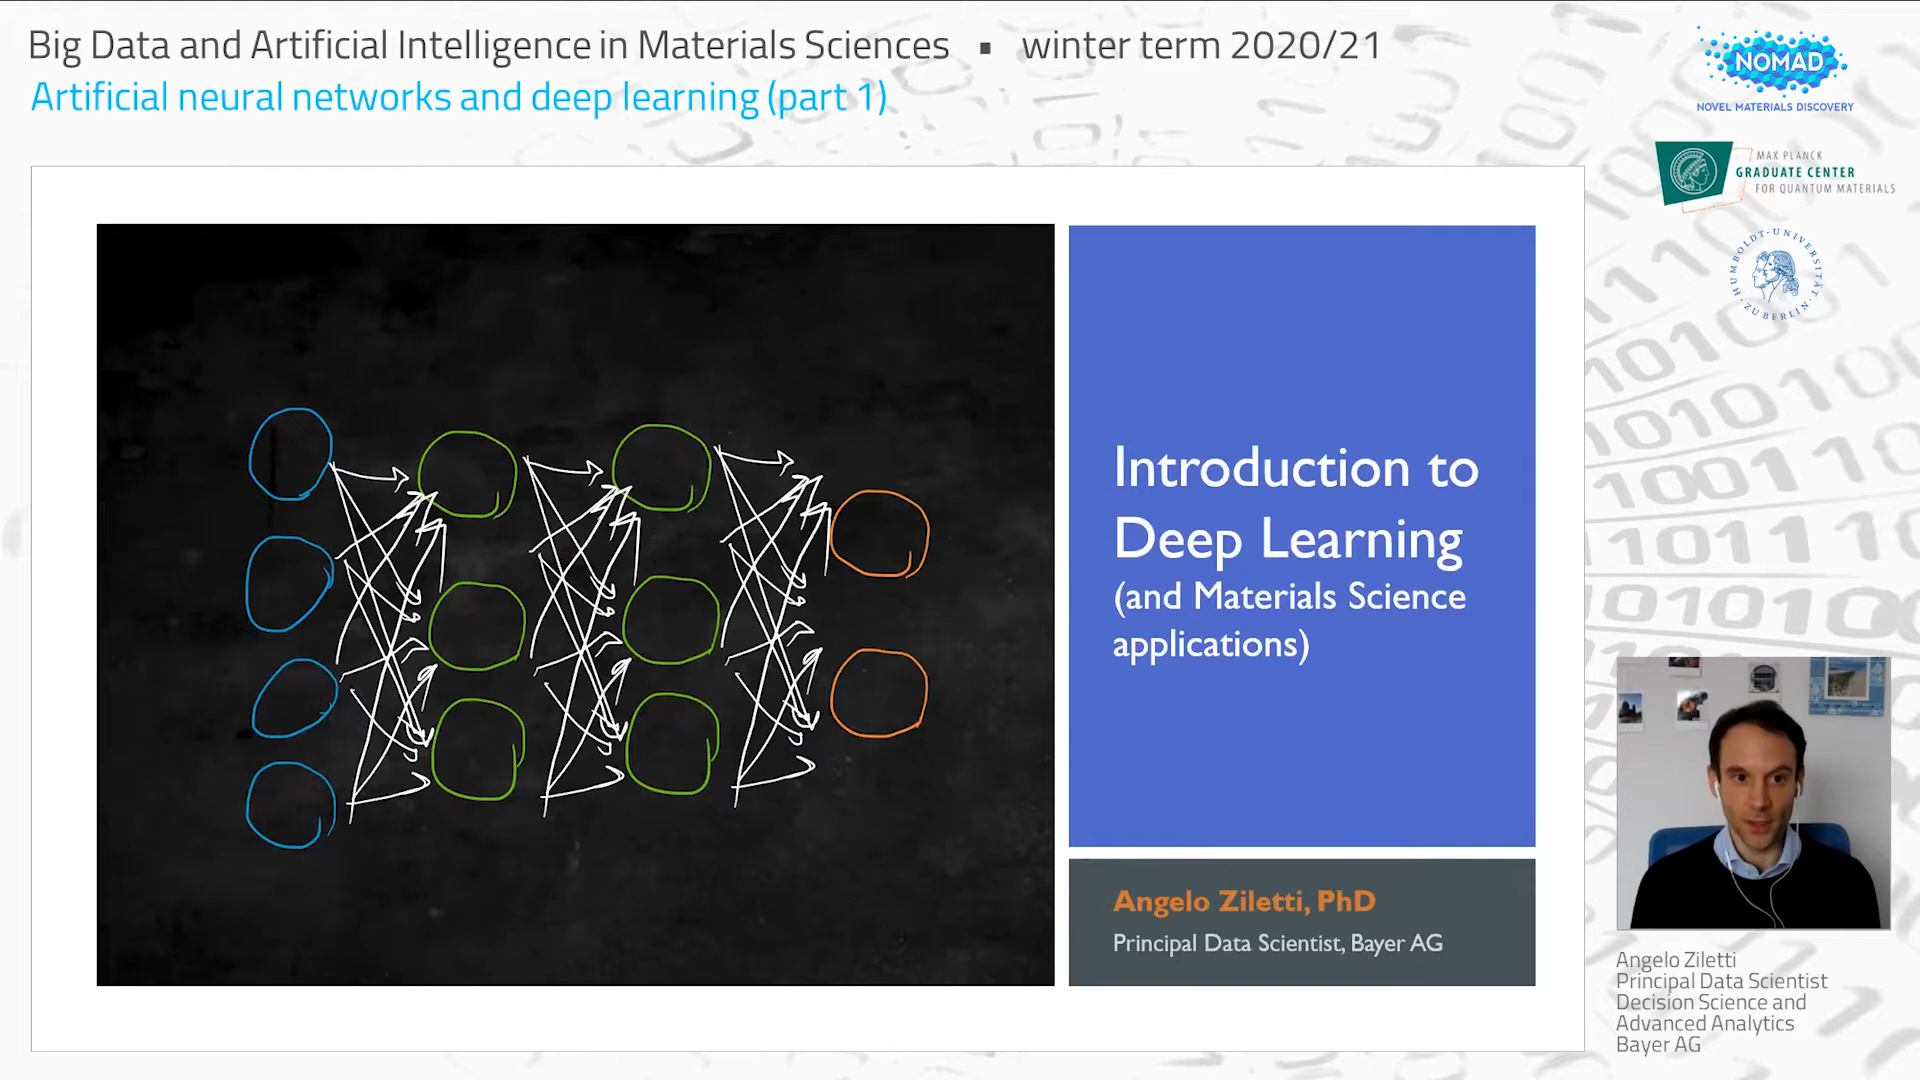 Big Data and Artificial Intelligence in Materials Sciences ▪ winter term 2020/21
Artificial neural networks and deep learning (part 1)
NOMAD
NOVEL MATERIALS DISCOVERY
MAX PLANCK
GRADUATE CENTER
FOR QUANTUM MATERIALS
HUMBOLDT-UNIVERSITÄT ZU BERLIN
Introduction to
Deep Learning
(and Materials Science
applications)
Angelo Ziletti, PhD
Principal Data Scientist, Bayer AG
Angelo Ziletti
Principal Data Scientist
Decision Science and
Advanced Analytics
Bayer AG